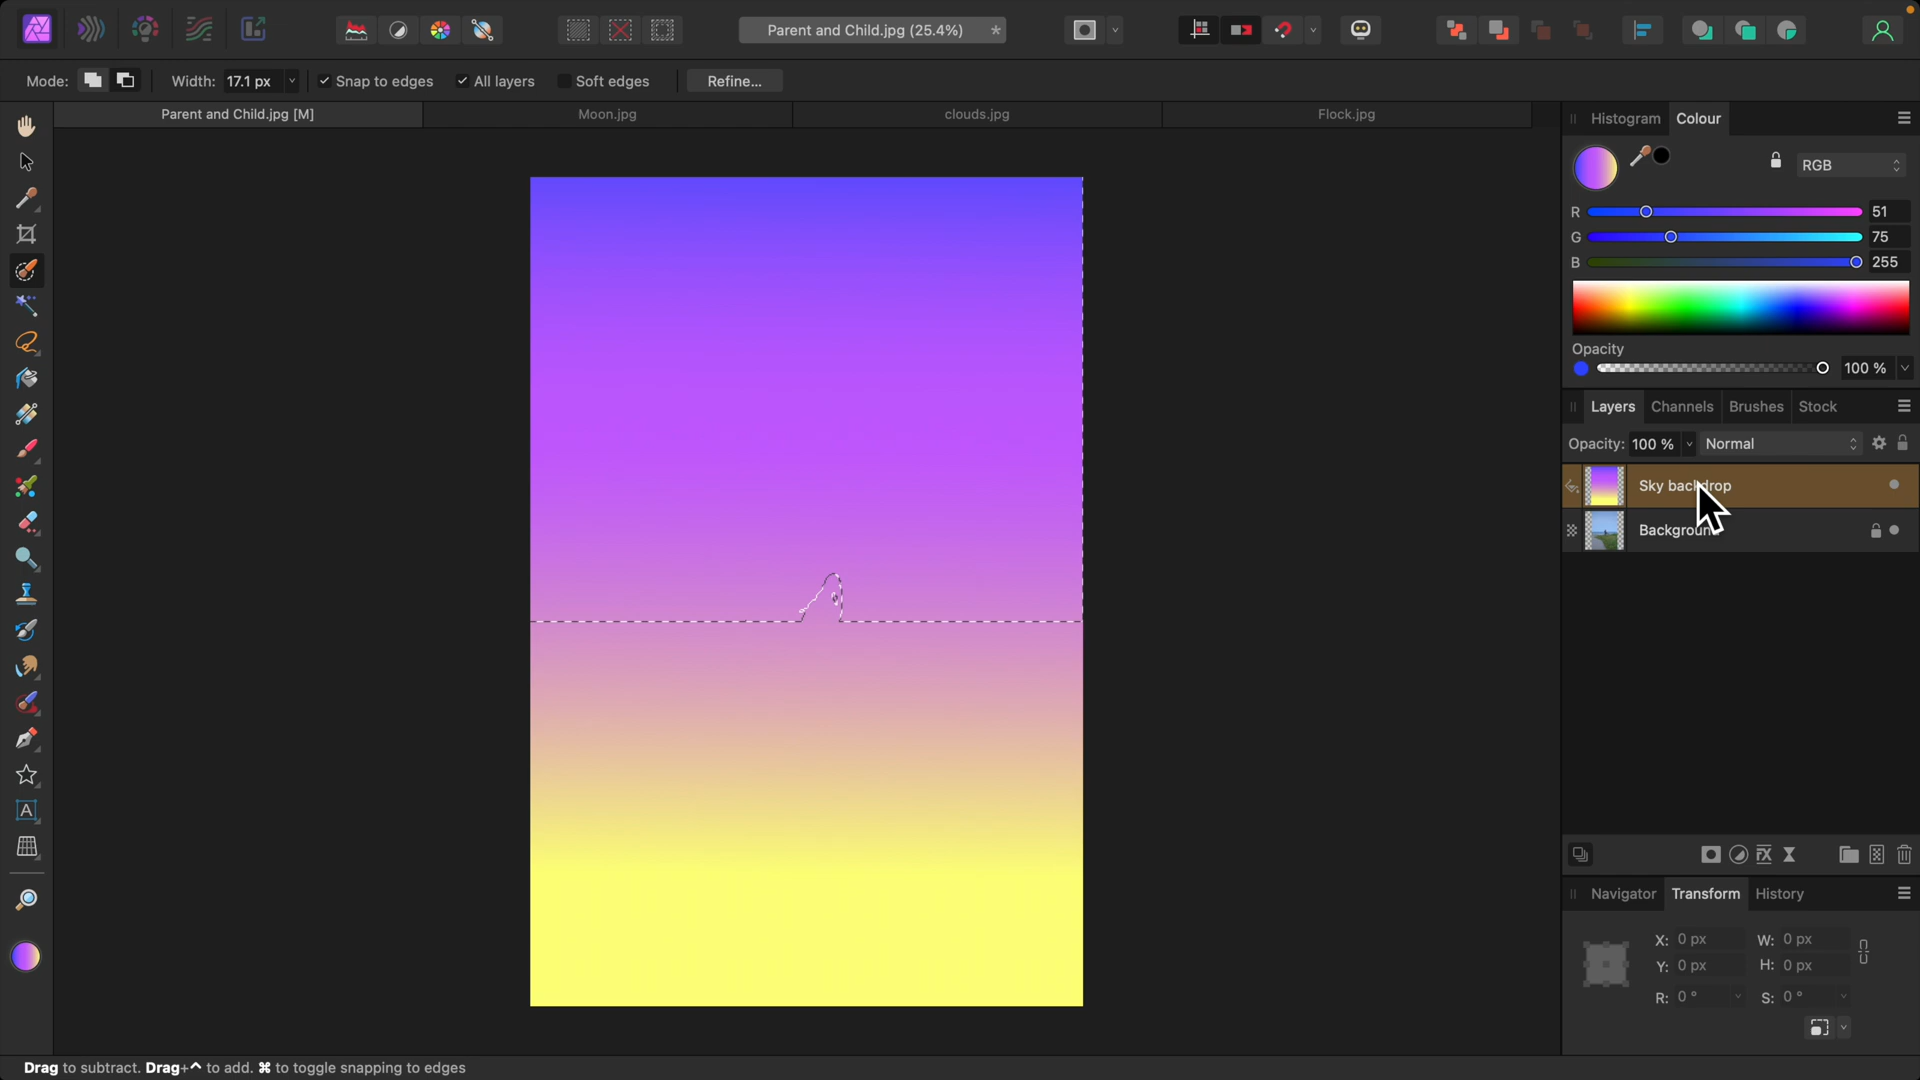 Parent and Child.jpg (25.4%) *
Mode: Width: 17.1 px Snap to edges All layers Soft edges Refine...
Parent and Child.jpg [M] Moon.jpg clouds.jpg Flock.jpg
Histogram Colour
RGB
R 51
G 75
B 255
Opacity
100 %
Layers Channels Brushes Stock
Opacity: 100 % Normal
Sky backdrop
Background
Navigator Transform History
X: 0 px W: 0 px
Y: 0 px H: 0 px
R: 0 ° S: 0 °
Drag to subtract. Drag+⌃ to add. ⌘ to toggle snapping to edges